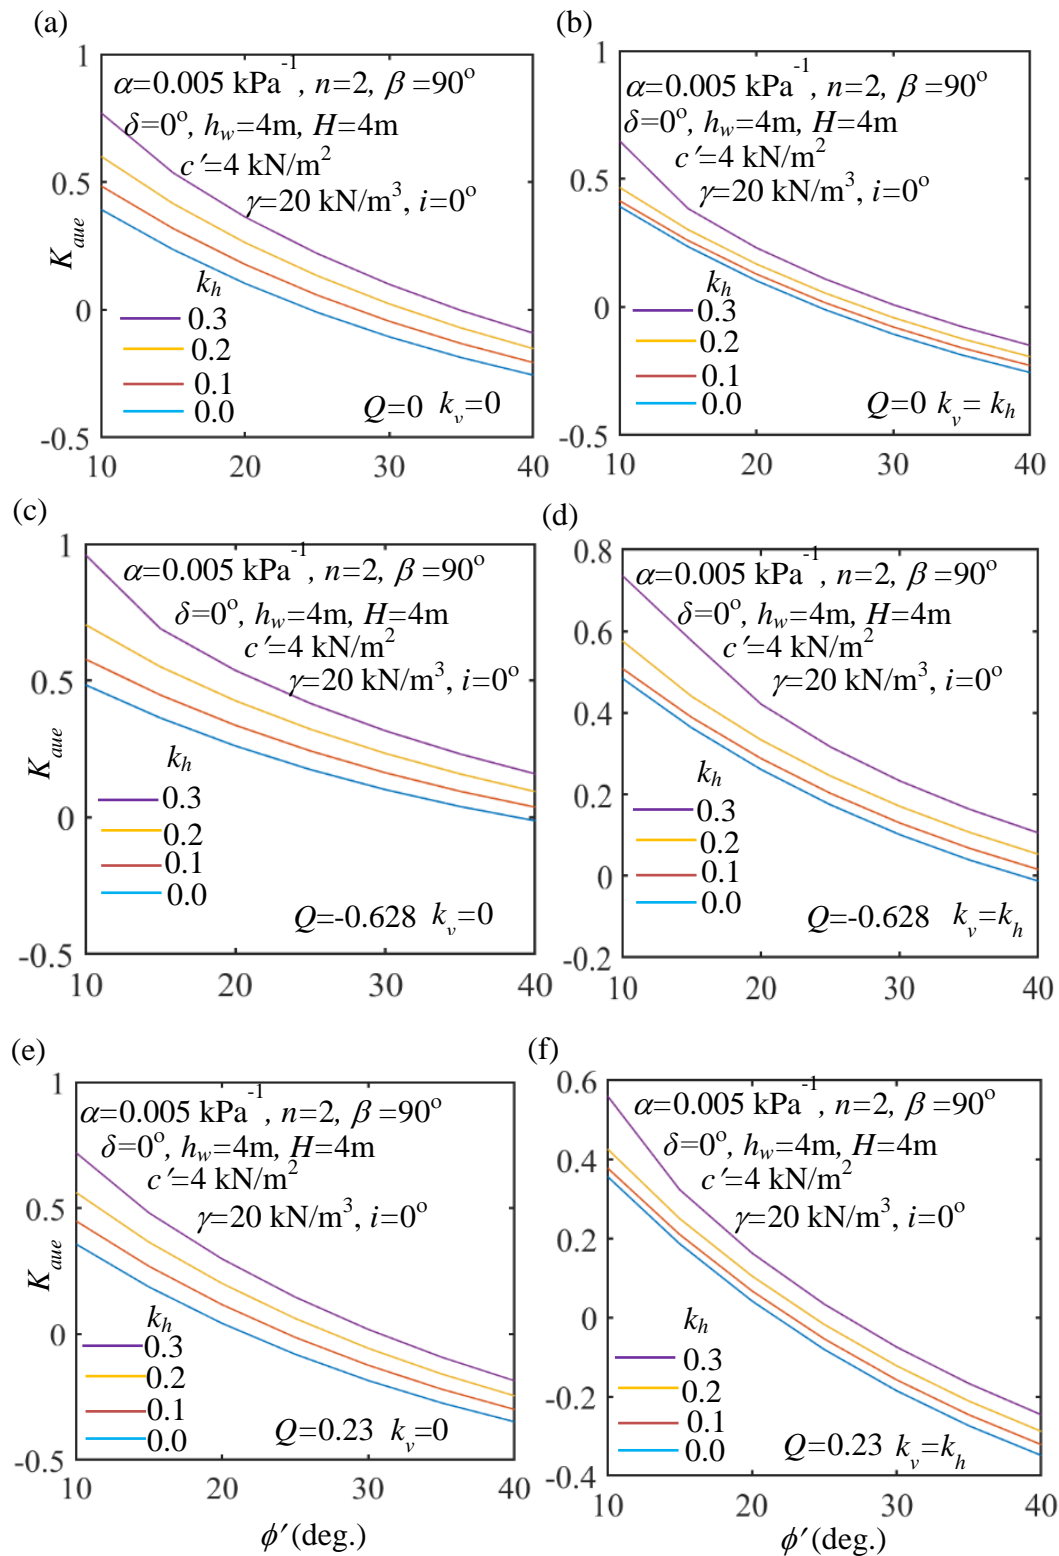 (a)
1
α=0.005 kPa⁻¹, n=2, β=90°
δ=0°, hw=4m, H=4m
c′=4 kN/m²
γ=20 kN/m³, i=0°
0.5
Kaue
kh
0
0.3
0.2
0.1
0.0
Q=0 kv=0
-0.5
10 20 30 40
(b)
1
α=0.005 kPa⁻¹, n=2, β=90°
δ=0°, hw=4m, H=4m
c′=4 kN/m²
γ=20 kN/m³, i=0°
0.5
kh
0
0.3
0.2
0.1
0.0
Q=0 kv= kh
-0.5
10 20 30 40
(c)
1
α=0.005 kPa⁻¹, n=2, β=90°
δ=0°, hw=4m, H=4m
c′=4 kN/m²
γ=20 kN/m³, i=0°
0.5
Kaue
kh
0.3
0
0.2
0.1
0.0
Q=-0.628 kv=0
-0.5
10 20 30 40
(d)
0.8
α=0.005 kPa⁻¹, n=2, β=90°
δ=0°, hw=4m, H=4m
c′=4 kN/m²
0.6
γ=20 kN/m³, i=0°
0.4
kh
0.2
0.3
0.2
0.1
0
0.0
Q=-0.628 kv=kh
-0.2
10 20 30 40
(e)
1
α=0.005 kPa⁻¹, n=2, β=90°
δ=0°, hw=4m, H=4m
c′=4 kN/m²
γ=20 kN/m³, i=0°
0.5
Kaue
kh
0
0.3
0.2
0.1
0.0
Q=0.23 kv=0
-0.5
10 20 30 40
ϕ′ (deg.)
(f)
0.6
α=0.005 kPa⁻¹, n=2, β=90°
δ=0°, hw=4m, H=4m
0.4
c′=4 kN/m²
γ=20 kN/m³, i=0°
0.2
0
kh
0.3
-0.2
0.2
0.1
0.0
Q=0.23 kv=kh
-0.4
10 20 30 40
ϕ′ (deg.)